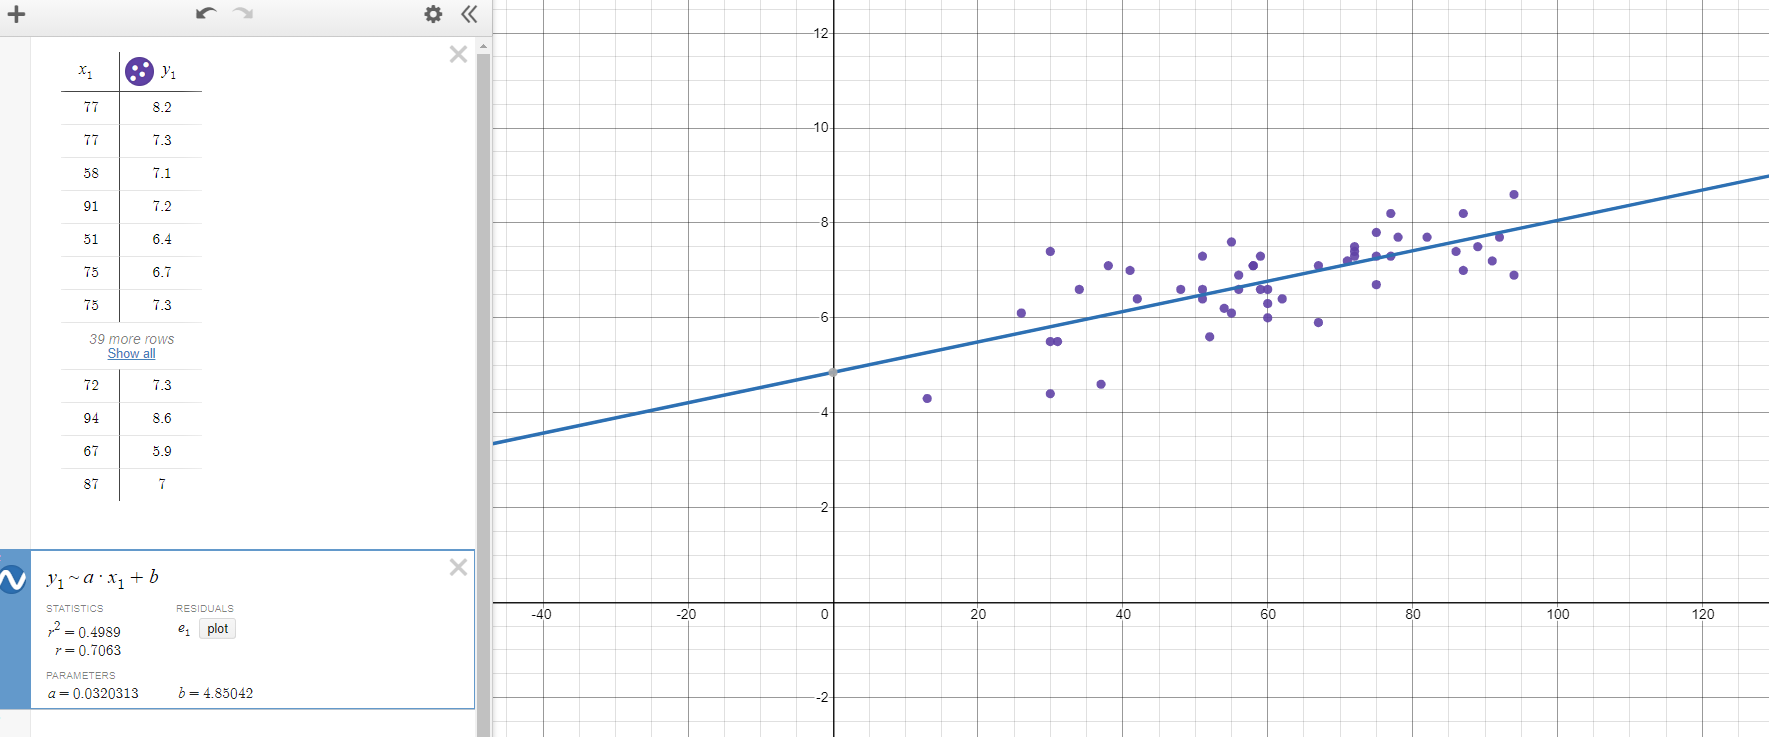 x₁ y₁
77 8.2
77 7.3
58 7.1
91 7.2
51 6.4
75 6.7
75 7.3
39 more rows
Show all
72 7.3
94 8.6
67 5.9
87 7
y₁ ~ a · x₁ + b
STATISTICS RESIDUALS
r² = 0.4989 e₁ plot
r = 0.7063
PARAMETERS
a = 0.0320313 b = 4.85042
12
10
8
6
4
2
-40 -20 0 20 40 60 80 100 120
-2